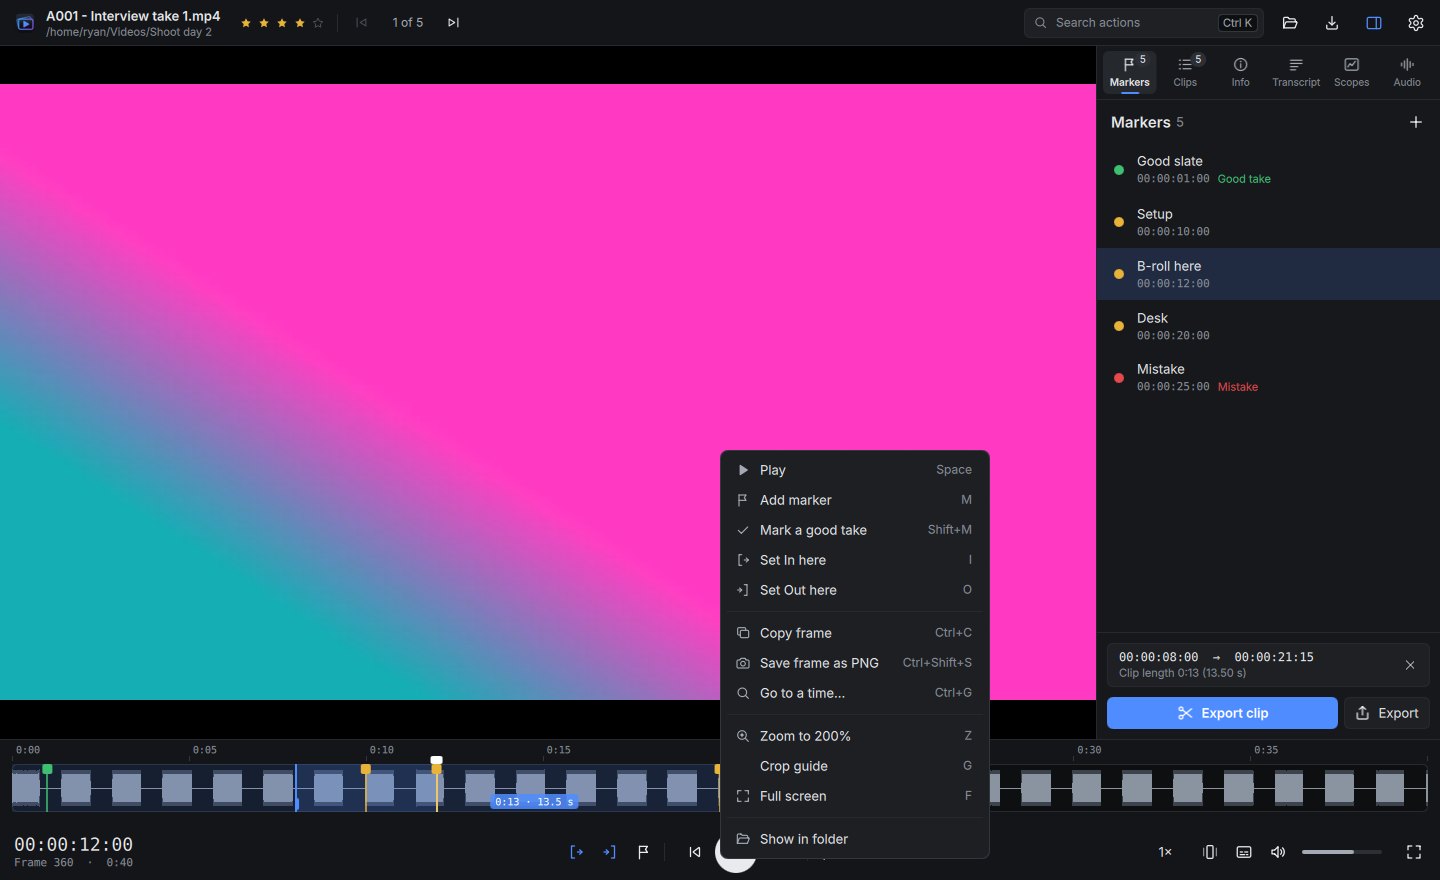 A001 - Interview take 1.mp4
/home/ryan/Videos/Shoot day 2
1 of 5
Search actions
Ctrl K
Markers 5
Clips 5
Info
Transcript
Scopes
Audio
Markers 5
Good slate
00:00:01:00 Good take
Setup
00:00:10:00
B-roll here
00:00:12:00
Desk
00:00:20:00
Mistake
00:00:25:00 Mistake
Play Space
Add marker M
Mark a good take Shift+M
Set In here I
Set Out here O
Copy frame Ctrl+C
Save frame as PNG Ctrl+Shift+S
Go to a time... Ctrl+G
Zoom to 200% Z
Crop guide G
Full screen F
Show in folder
00:00:08:00 → 00:00:21:15
Clip length 0:13 (13.50 s)
Export clip
Export
0:00 0:05 0:10 0:15 0:30 0:35
0:13 · 13.5 s
00:00:12:00
Frame 360 · 0:40
1×